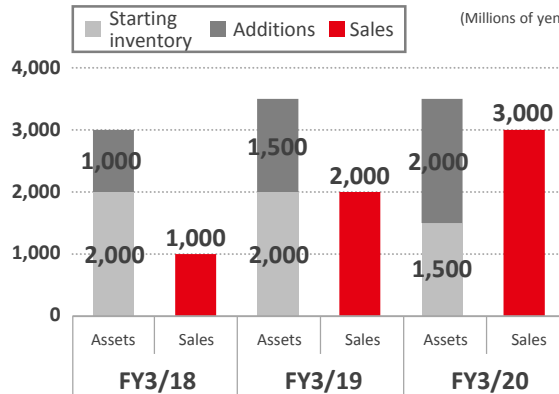 Starting inventory
Additions
Sales
(Millions of yen
4,000
3,000
2,000
1,000
0
1,000
2,000
1,000
1,500
2,000
2,000
2,000
1,500
3,000
Assets Sales Assets Sales Assets Sales
FY3/18 FY3/19 FY3/20